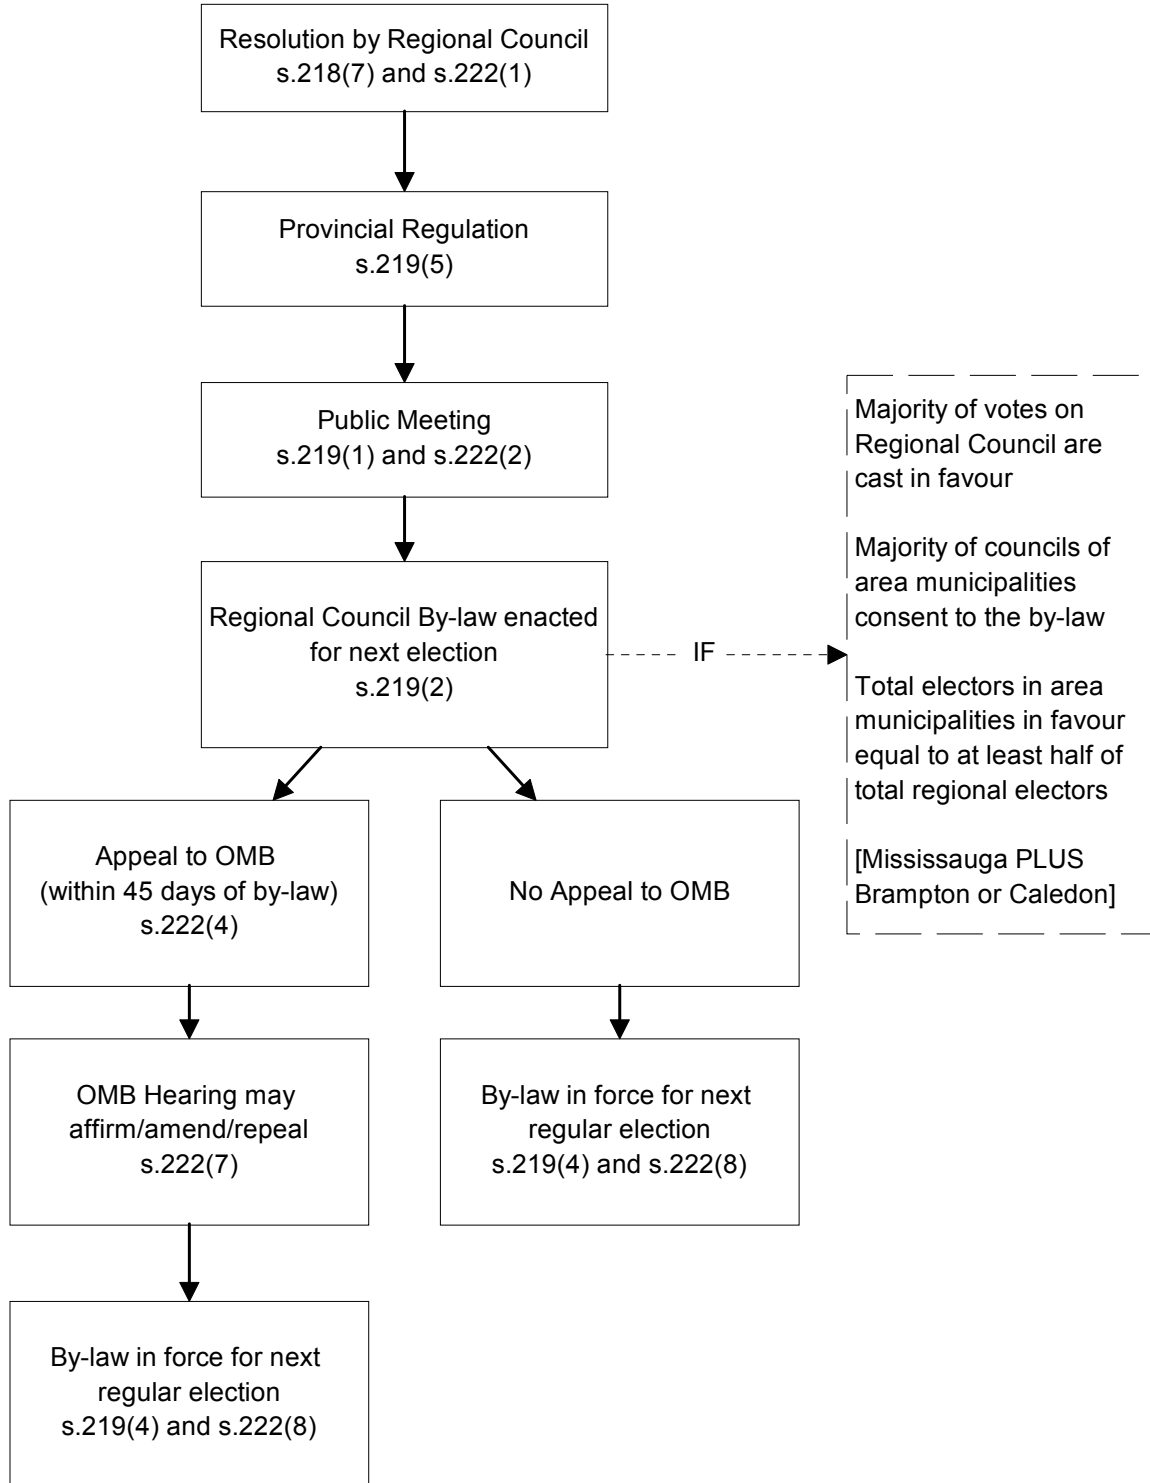 Resolution by Regional Council
s.218(7) and s.222(1)
Provincial Regulation
s.219(5)
Public Meeting
s.219(1) and s.222(2)
Regional Council By-law enacted
for next election
s.219(2)
IF
Majority of votes on
Regional Council are
cast in favour
Majority of councils of
area municipalities
consent to the by-law
Total electors in area
municipalities in favour
equal to at least half of
total regional electors
[Mississauga PLUS
Brampton or Caledon]
Appeal to OMB
(within 45 days of by-law)
s.222(4)
No Appeal to OMB
OMB Hearing may
affirm/amend/repeal
s.222(7)
By-law in force for next
regular election
s.219(4) and s.222(8)
By-law in force for next
regular election
s.219(4) and s.222(8)